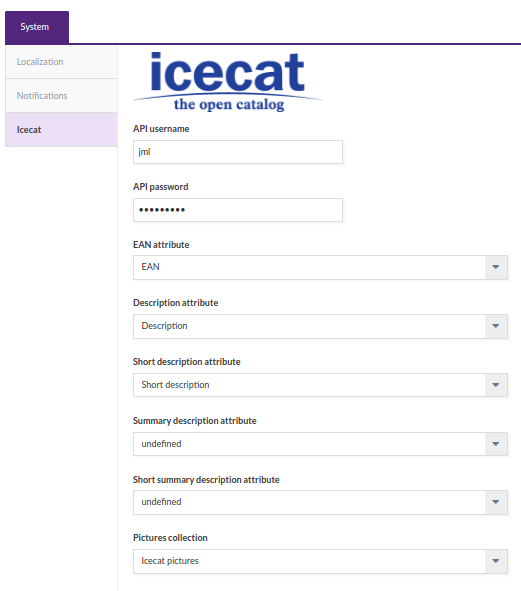 System
Localization
Notifications
Icecat
icecat
the open catalog
API username
jml
API password
•••••••••
EAN attribute
EAN
Description attribute
Description
Short description attribute
Short description
Summary description attribute
undefined
Short summary description attribute
undefined
Pictures collection
Icecat pictures